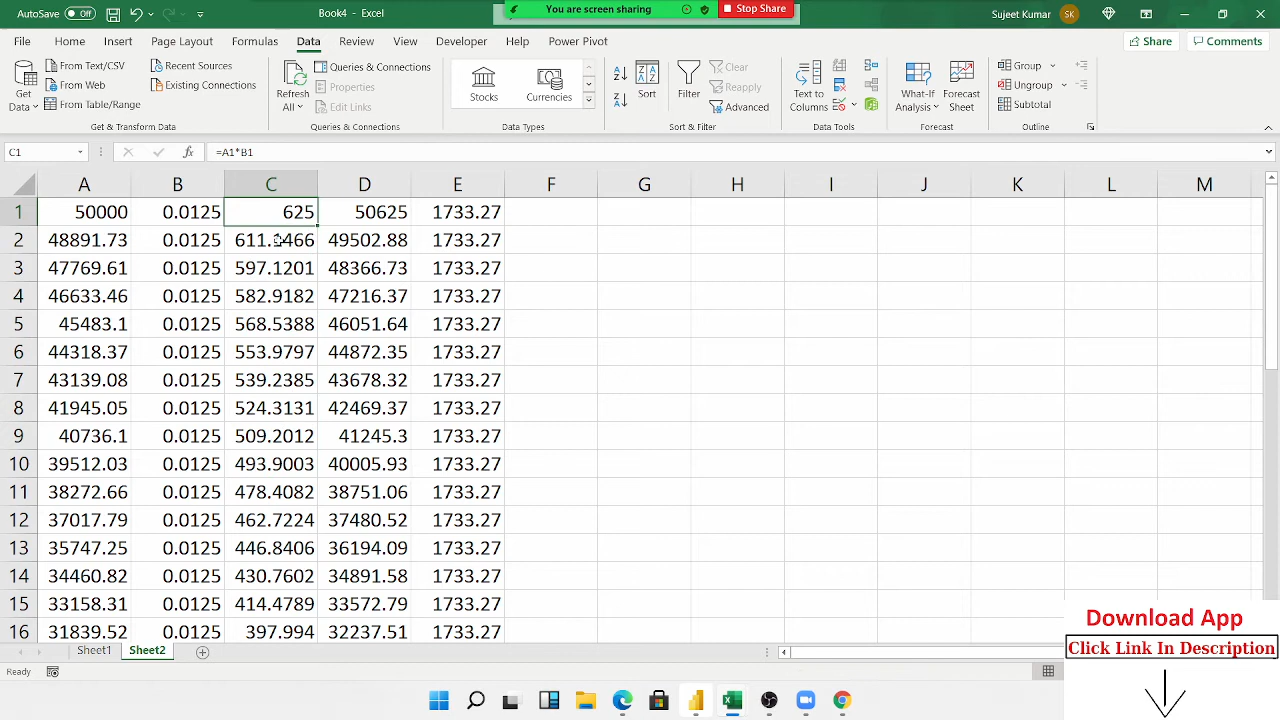 AutoSave Off Book4 - Excel You are screen sharing Stop Share Sujeet Kumar SK
File Home Insert Page Layout Formulas Data Review View Developer Help Power Pivot Share Comments
Get Data From Text/CSV From Web From Table/Range Recent Sources Existing Connections
Refresh All Queries & Connections Properties Edit Links
Stocks Currencies
Sort Filter Clear Reapply Advanced
Text to Columns
What-If Analysis Forecast Sheet
Group Ungroup Subtotal
Get & Transform Data Queries & Connections Data Types Sort & Filter Data Tools Forecast Outline
C1 fx =A1*B1
A B C D E F G H I J K L M
1 50000 0.0125 625 50625 1733.27
2 48891.73 0.0125 49502.88 1733.27
3 47769.61 0.0125 597.1201 48366.73 1733.27
4 46633.46 0.0125 582.9182 47216.37 1733.27
5 45483.1 0.0125 568.5388 46051.64 1733.27
6 44318.37 0.0125 553.9797 44872.35 1733.27
7 43139.08 0.0125 539.2385 43678.32 1733.27
8 41945.05 0.0125 524.3131 42469.37 1733.27
9 40736.1 0.0125 509.2012 41245.3 1733.27
10 39512.03 0.0125 493.9003 40005.93 1733.27
11 38272.66 0.0125 478.4082 38751.06 1733.27
12 37017.79 0.0125 462.7224 37480.52 1733.27
13 35747.25 0.0125 446.8406 36194.09 1733.27
14 34460.82 0.0125 430.7602 34891.58 1733.27
15 33158.31 0.0125 414.4789 33572.79 1733.27
16 31839.52 0.0125 397.994 32237.51 1733.27
Sheet1 Sheet2
Ready
Download App
Click Link In Description